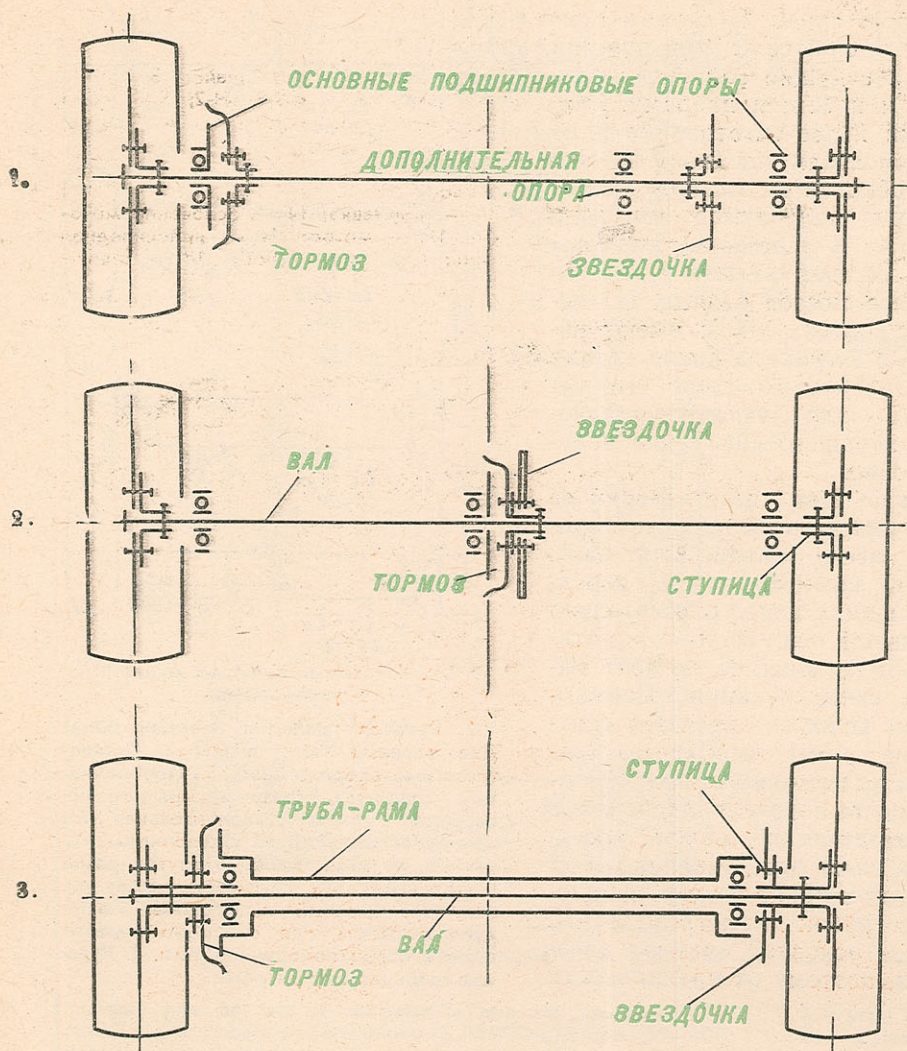 ОСНОВНЫЕ ПОДШИПНИКОВЫЕ ОПОРЫ
1.
ДОПОЛНИТЕЛЬНАЯ
ОПОРА
ТОРМОЗ
ЗВЕЗДОЧКА
ЗВЕЗДОЧКА
ВАЛ
2.
ТОРМОЗ
СТУПИЦА
СТУПИЦА
ТРУБА-РАМА
3.
ВАЛ
ТОРМОЗ
ЗВЕЗДОЧКА